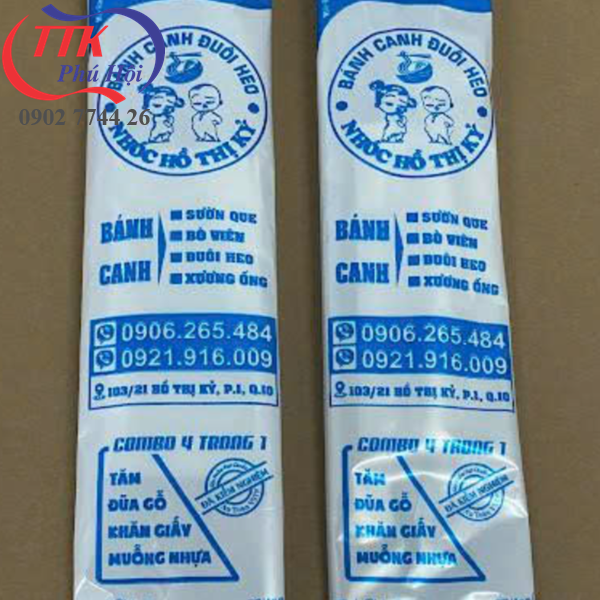 TTK
Phú Hội
0902 7744 26
BÁNH CANH ĐUÔI HEO
NHÓC HỒ THỊ KỶ
BÁNH CANH
SƯỜN QUE
BÒ VIÊN
ĐUÔI HEO
XƯƠNG ỐNG
0906.265.484
0921.916.009
103/21 HỒ THỊ KỶ, P.1, Q.10
COMBO 4 TRONG 1
TĂM
ĐŨA GỖ
KHĂN GIẤY
MUỖNG NHỰA
ĐÃ KIỂM NGHIỆM
BÁNH CANH ĐUÔI HEO
NHÓC HỒ THỊ KỶ
BÁNH CANH
SƯỜN QUE
BÒ VIÊN
ĐUÔI HEO
XƯƠNG ỐNG
0906.265.484
0921.916.009
103/21 HỒ THỊ KỶ, P.1, Q.10
COMBO 4 TRONG 1
TĂM
ĐŨA GỖ
KHĂN GIẤY
MUỖNG NHỰA
ĐÃ KIỂM NGHIỆM